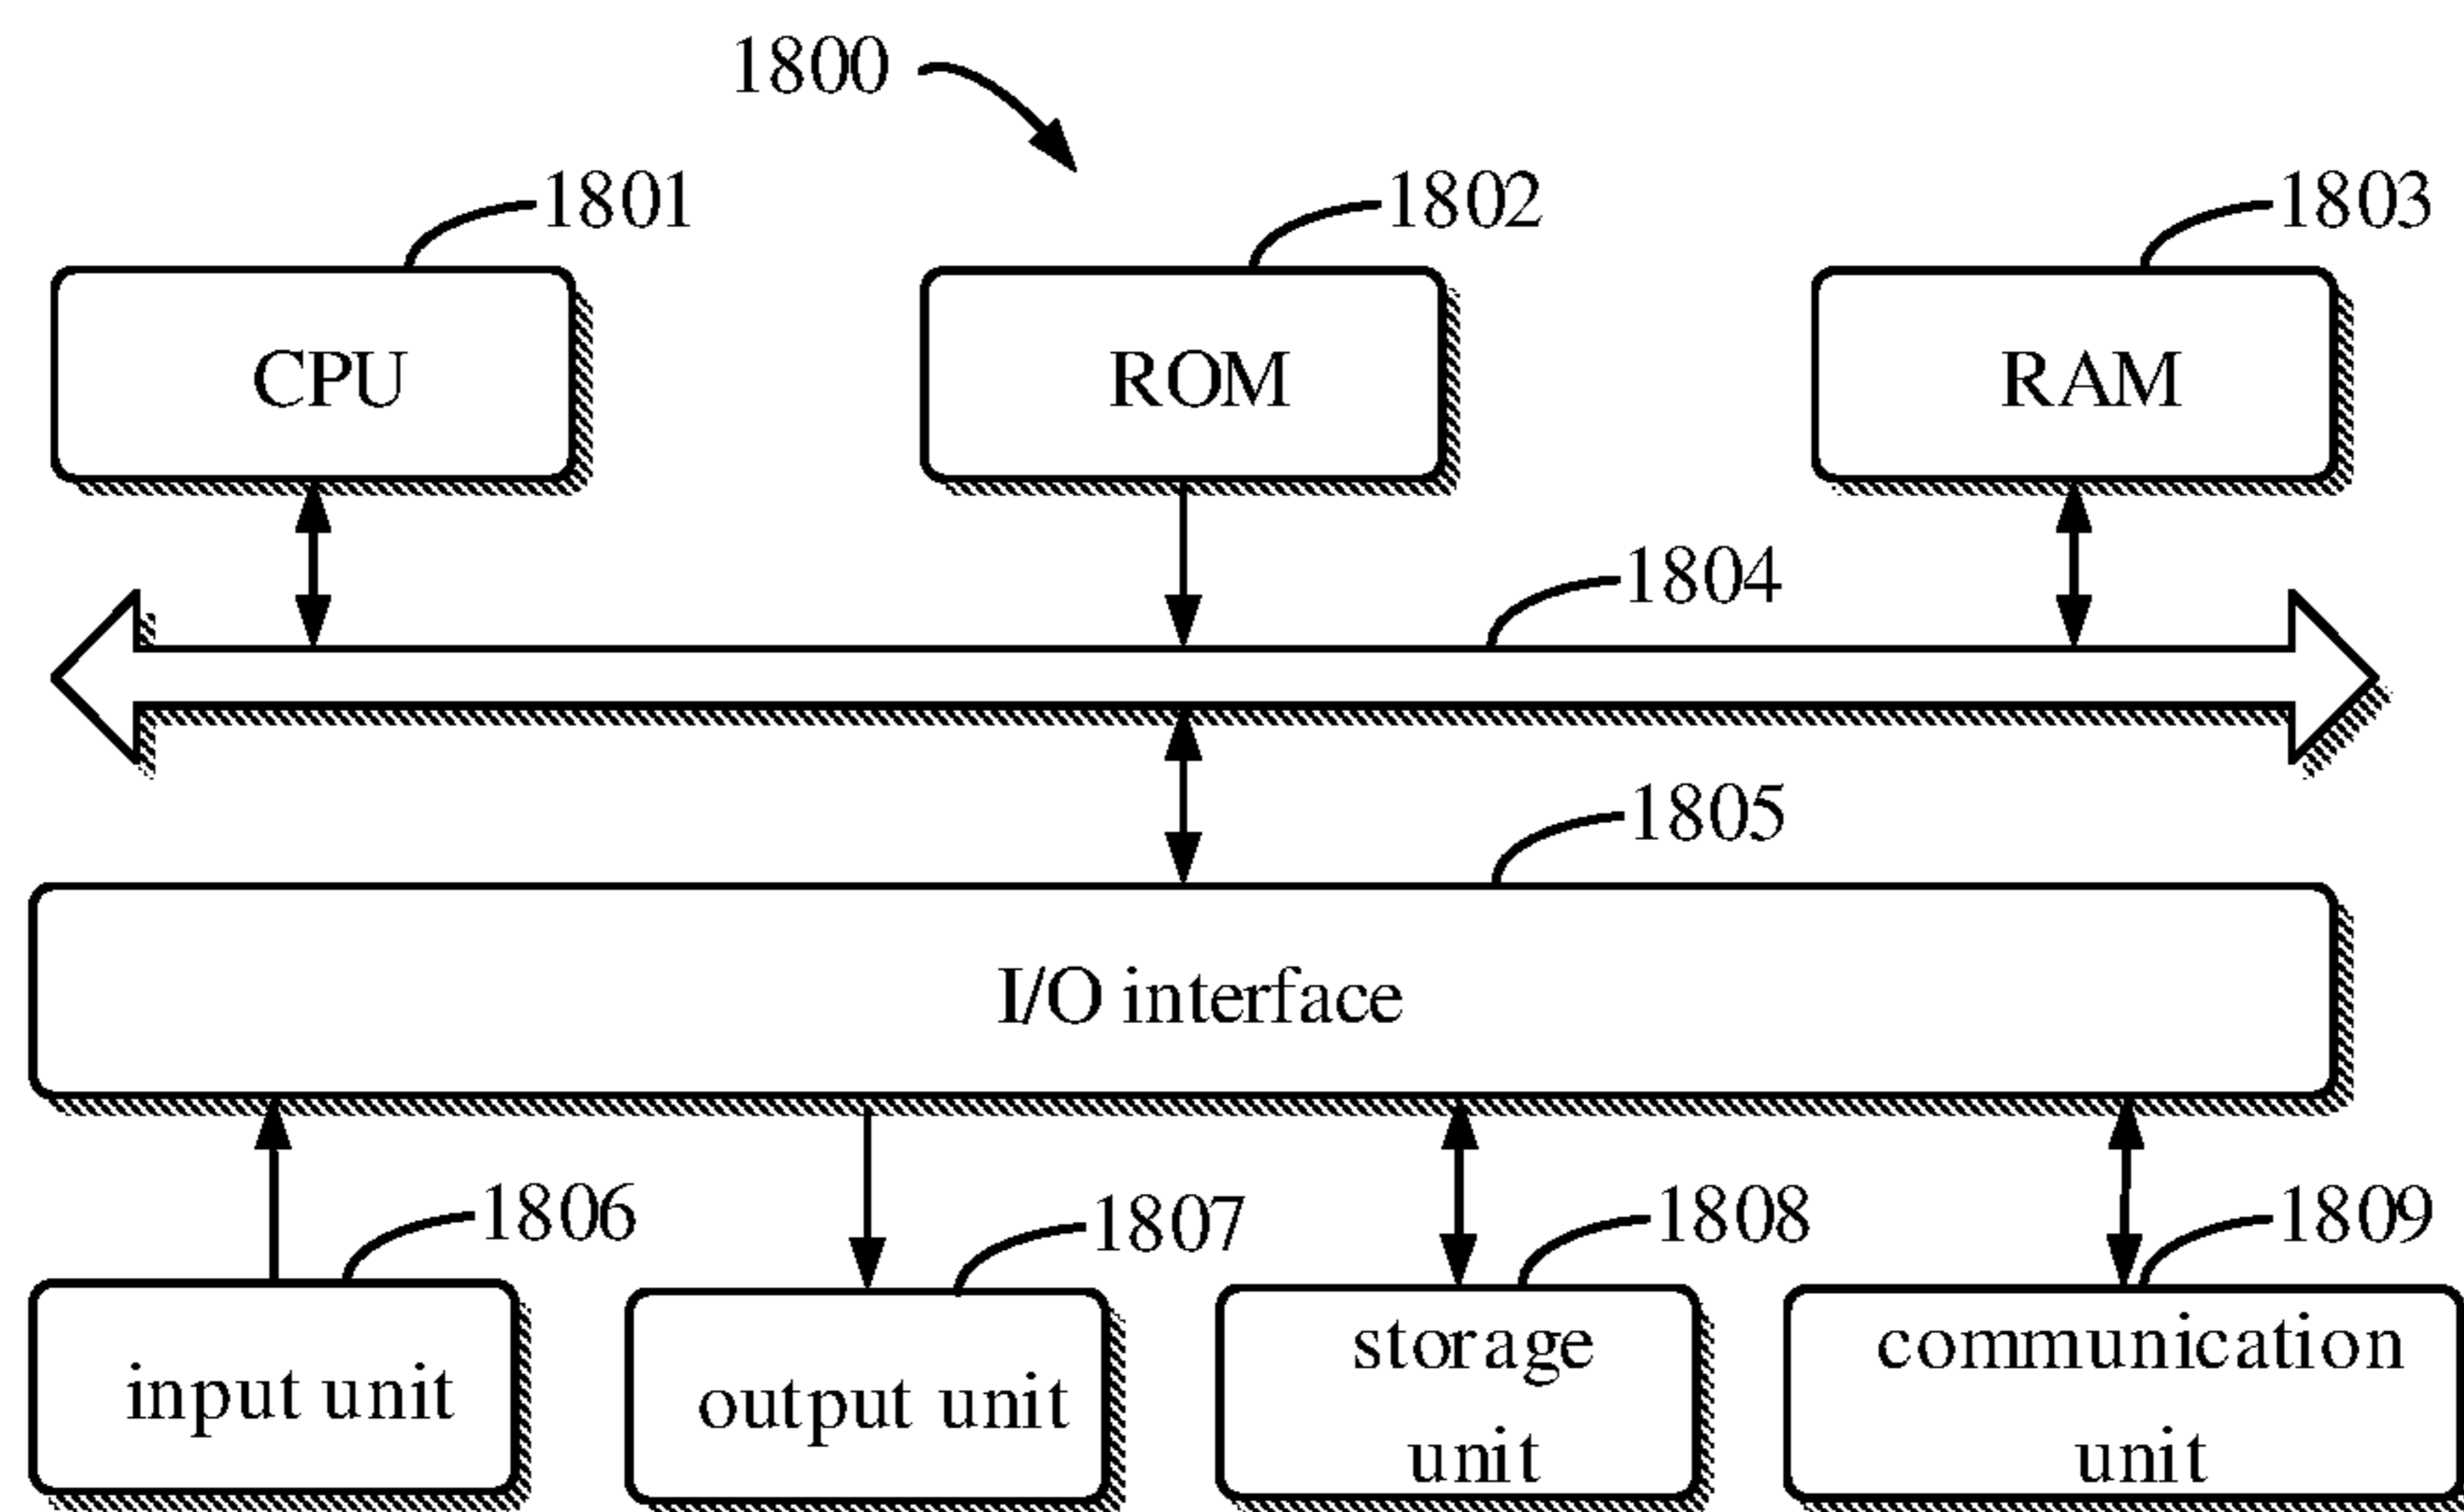 1800
1801
1802
1803
CPU
ROM
RAM
1804
1805
I/O interface
1806
1807
1808
1809
input unit
output unit
storage
unit
communication
unit